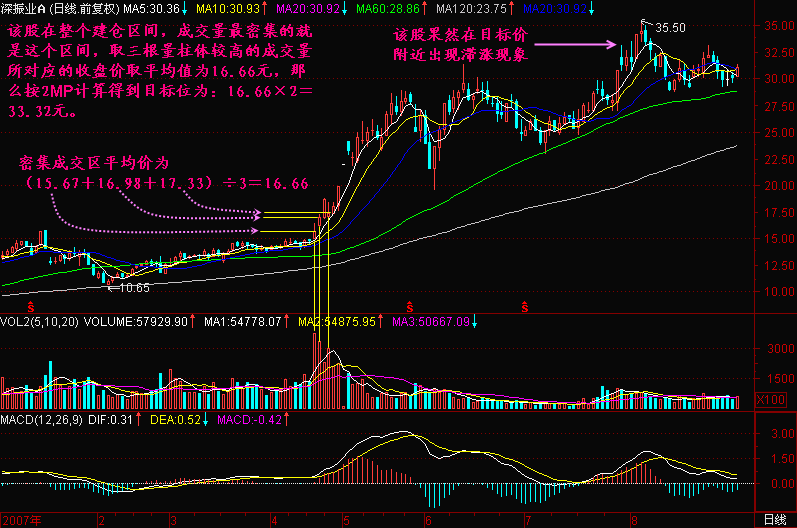 深振业A (日线.前复权) MA5:30.36↓ MA10:30.93↑ MA20:30.92↓ MA60:28.86↑ MA120:23.75↑ MA20:30.92↓
该股在整个建仓区间，成交量最密集的就
是这个区间，取三根量柱体较高的成交量
所对应的收盘价取平均值为16.66元，那
么按2MP计算得到目标位为：16.66×2＝
33.32元。
该股果然在目标价
附近出现滞涨现象
35.50
密集成交区平均价为
（15.67＋16.98＋17.33）÷3＝16.66
←10.65
35.00
30.00
27.50
25.00
22.50
20.00
17.50
15.00
12.50
10.00
S S S
VOL2(5,10,20) VOLUME:57929.90↑ MA1:54778.07↑ MA2:54875.95↑ MA3:50667.09↓
3000
1500
X100
MACD(12,26,9) DIF:0.31↑ DEA:0.52↓ MACD:-0.42↑
3.00
1.50
0.00
2007年 2 3 4 5 6 7 8 日线